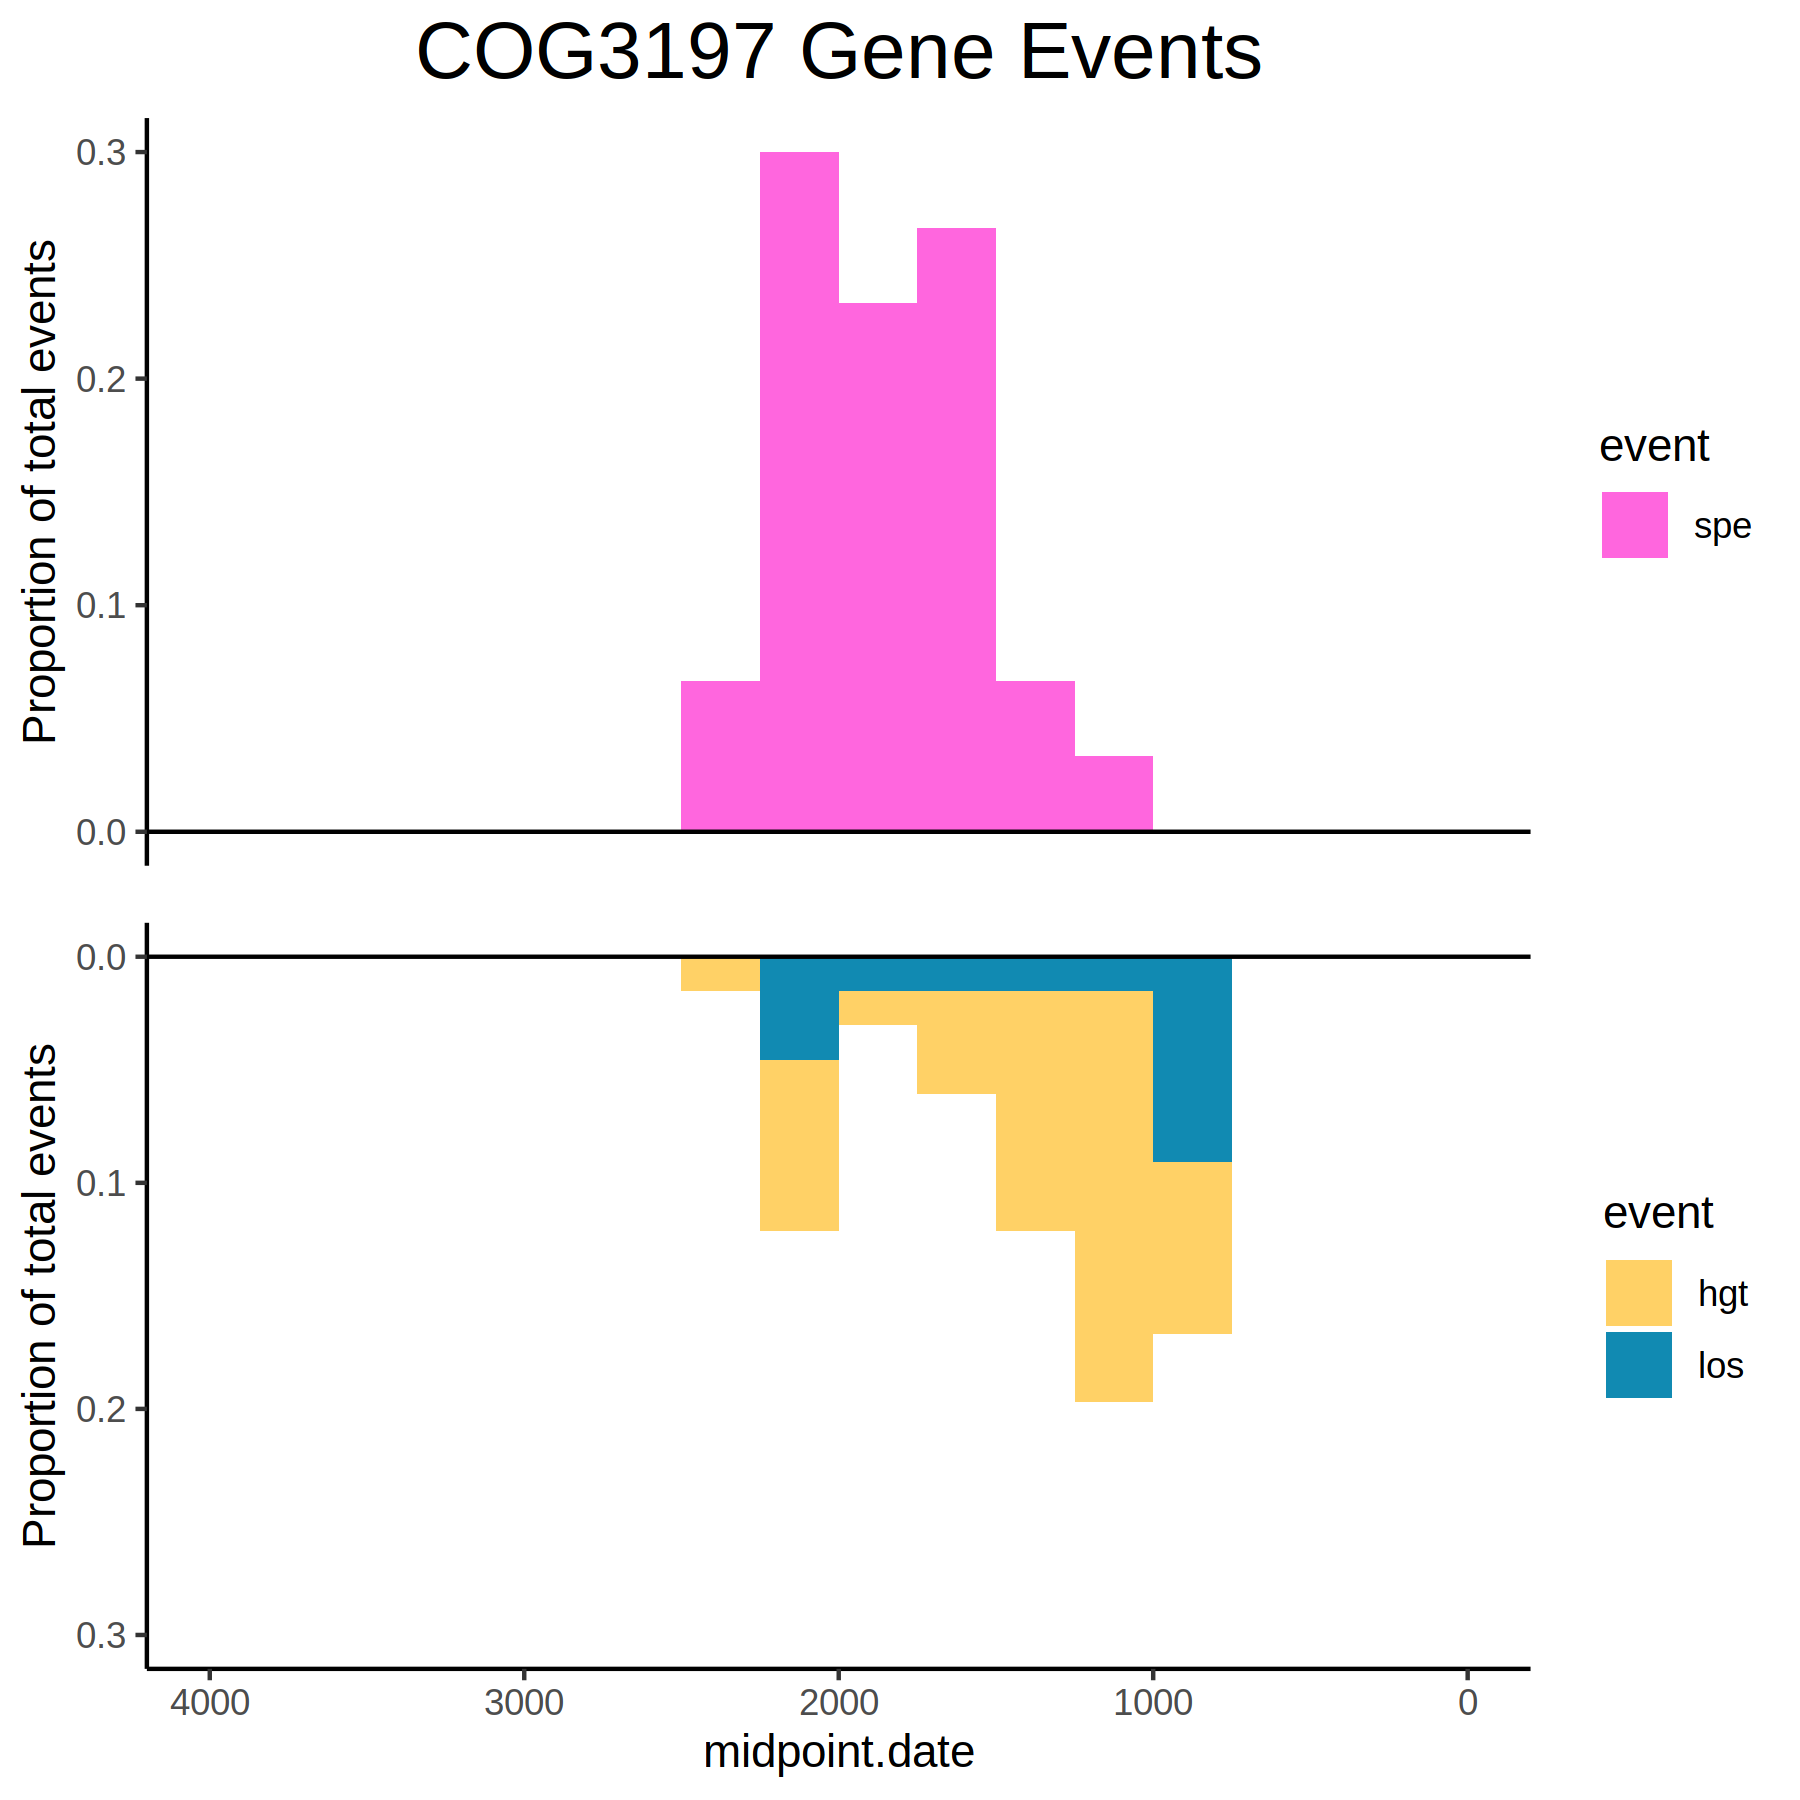 COG3197 Gene Events
Proportion of total events
0.3
0.2
0.1
0.0
event
spe
Proportion of total events
0.0
0.1
0.2
0.3
event
hgt
los
4000 3000 2000 1000 0
midpoint.date